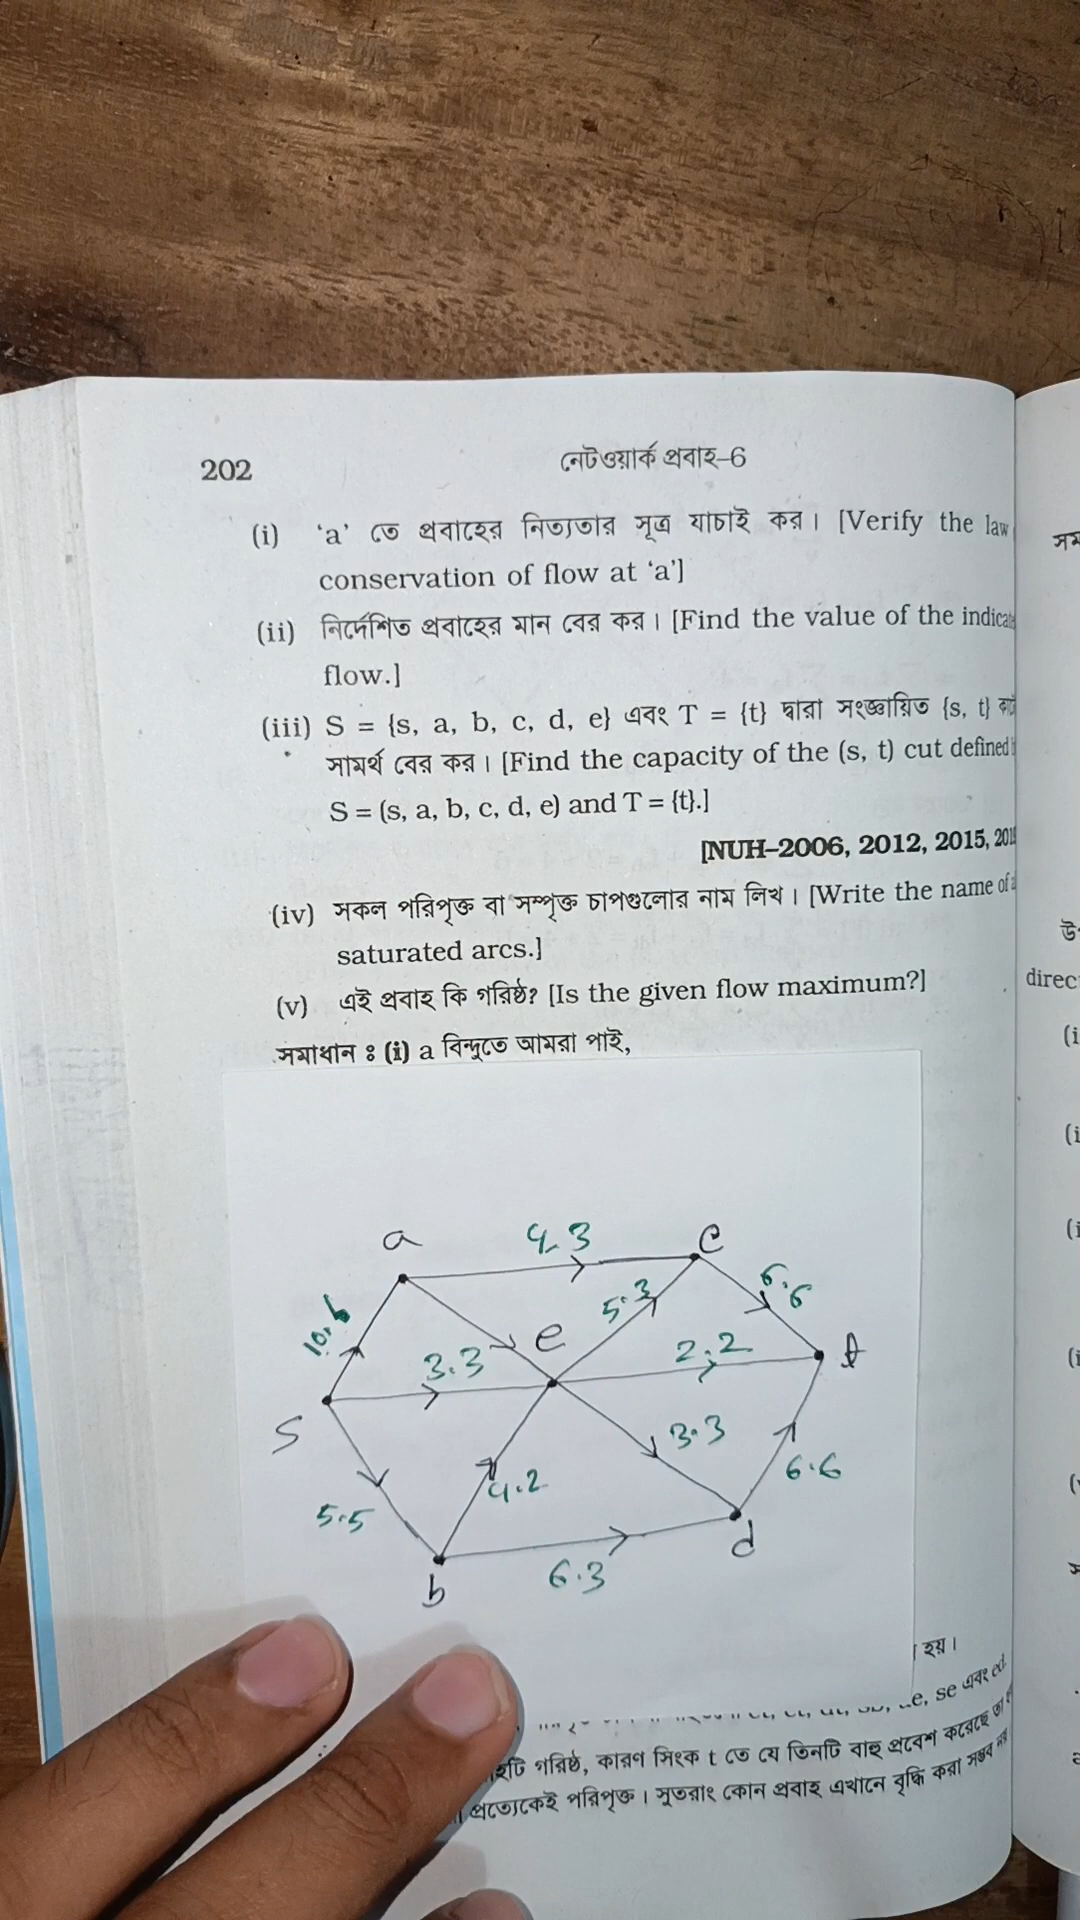 202
নেটওয়ার্ক প্রবাহ–6
(i) ‘a’ তে প্রবাহের নিত্যতার সূত্র যাচাই কর। [Verify the law
conservation of flow at ‘a’]
(ii) নির্দেশিত প্রবাহের মান বের কর। [Find the value of the
flow.]
(iii) S = {s, a, b, c, d, e} এবং T = {t} দ্বারা সংজ্ঞায়িত {s, t}
সামর্থ বের কর। [Find the capacity of the (s, t) cut defined
S = (s, a, b, c, d, e) and T = {t}.]
[NUH–2006, 2012, 2015,
(iv) সকল পরিপৃক্ত বা সম্পৃক্ত চাপগুলোর নাম লিখ। [Write the name of
saturated arcs.]
(v) এই প্রবাহ কি গরিষ্ঠ? [Is the given flow maximum?]
সমাধান ঃ (i) a বিন্দুতে আমরা পাই,
a
4.3
c
6.6
10.6
5.3
e
3.3
2.2
t
S
3.3
4.2
6.6
5.5
d
b
6.3
হয়।
se এবং ed
গরিষ্ঠ, কারণ সিংক t তে যে তিনটি বাহু প্রবেশ করেছে
প্রত্যেকেই পরিপৃক্ত। সুতরাং কোন প্রবাহ এখানে বৃদ্ধি করা সম্ভব
direc